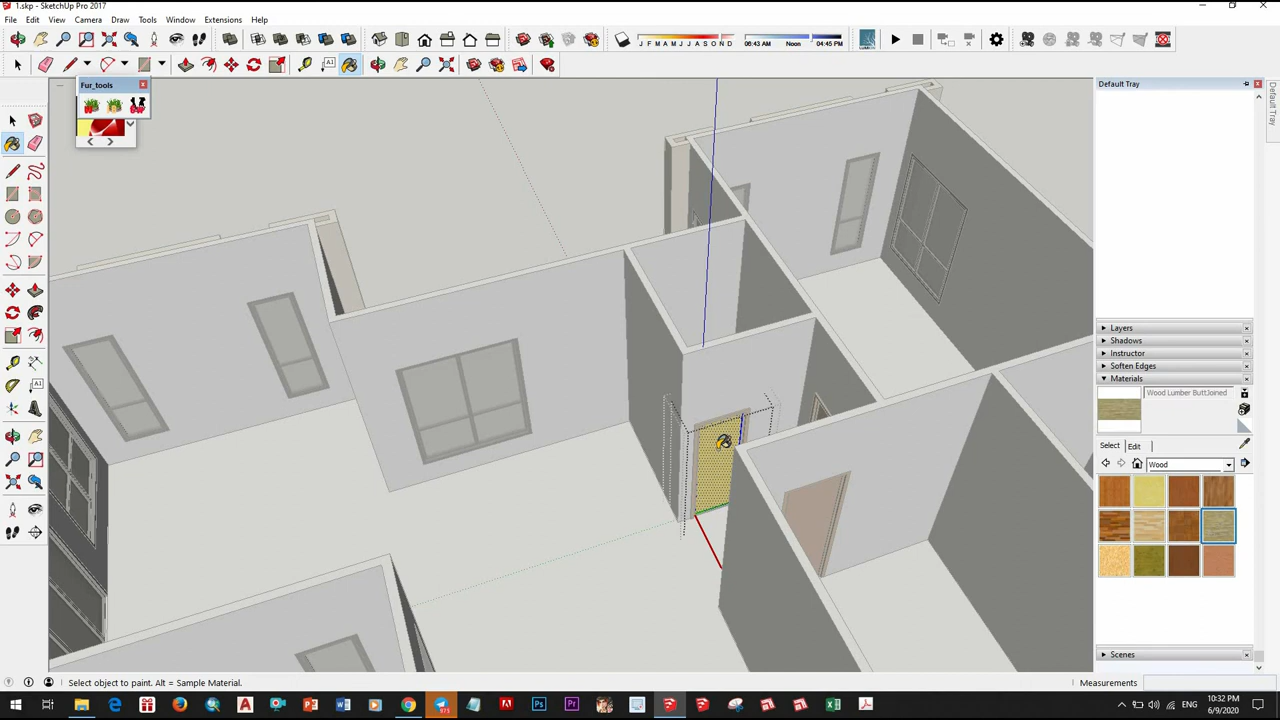 1.skp - SketchUp Pro 2017
File Edit View Camera Draw Tools Window Extensions Help
J F M A M J J A S O N D
06:43 AM Noon 04:45 PM
Fur_tools
Default Tray
Default Tray
Layers
Shadows
Instructor
Soften Edges
Materials
Wood Lumber ButtJoined
Select Edit
Wood
Scenes
Select object to paint. Alt = Sample Material.
Measurements
ENG
10:32 PM
6/9/2020